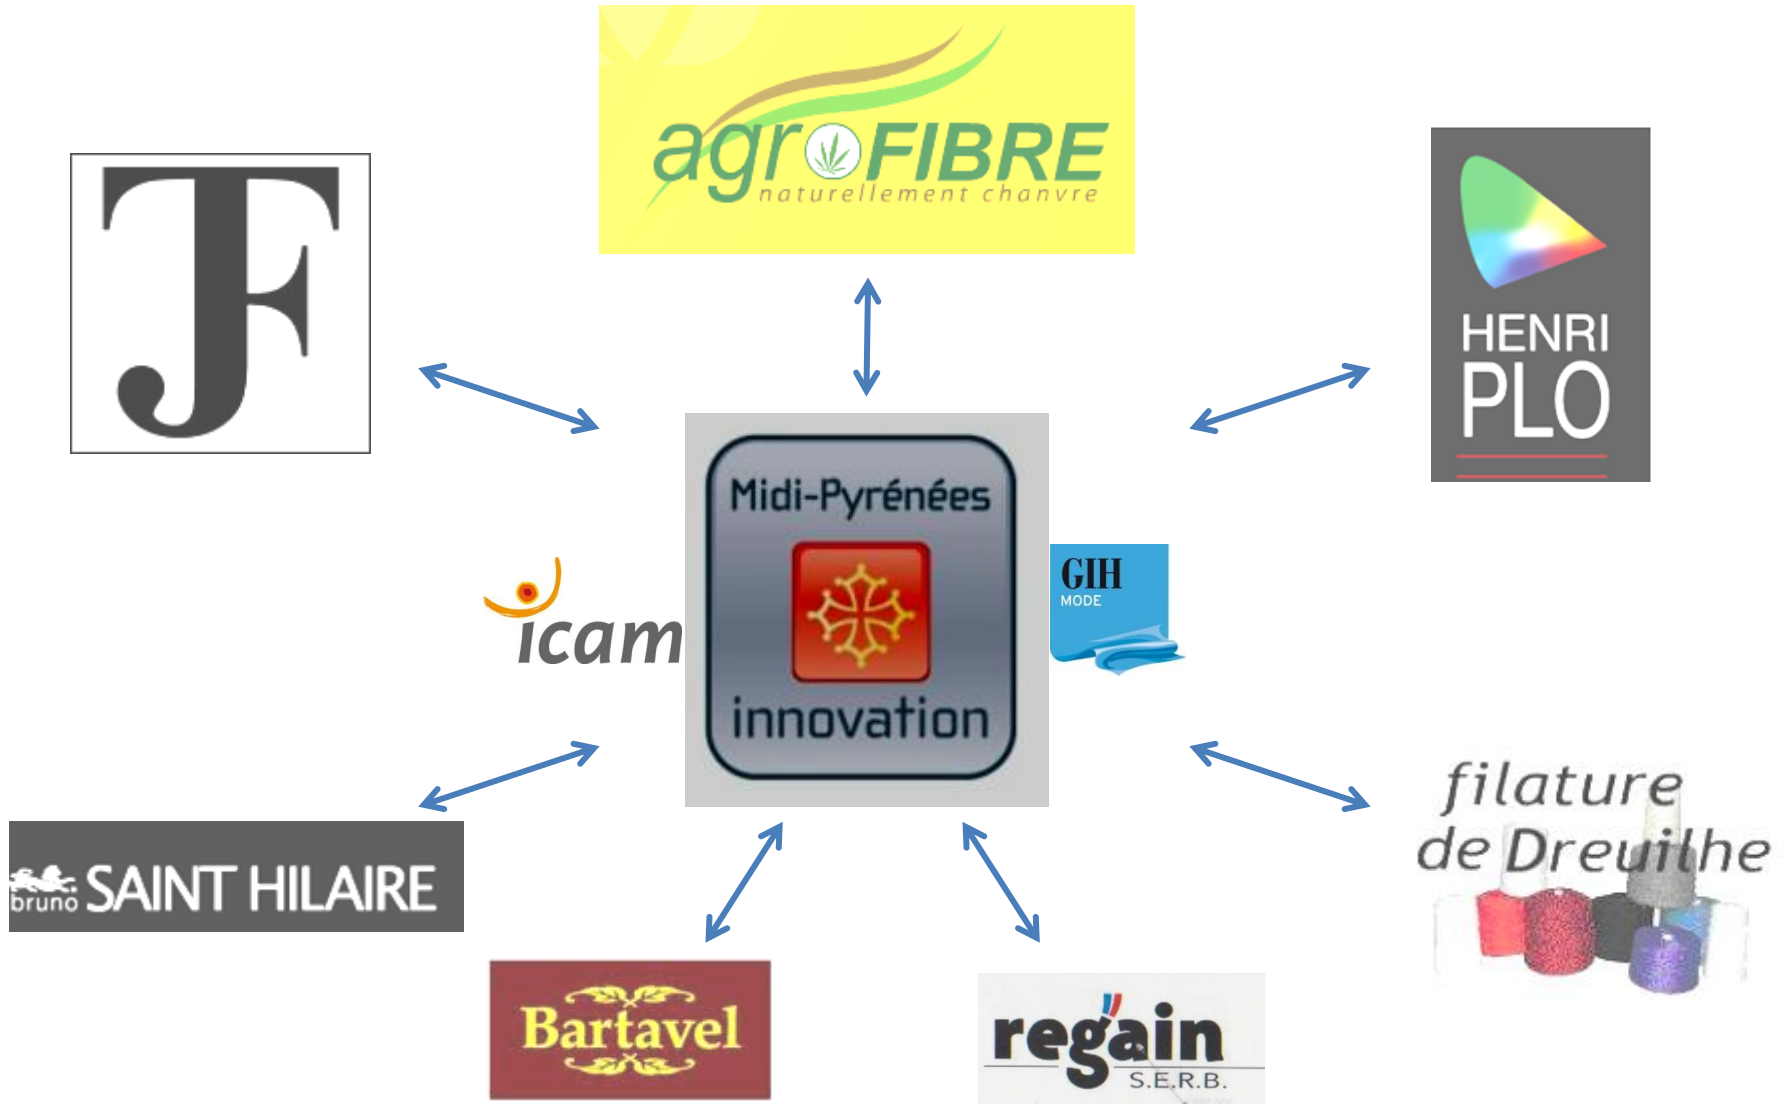 agroFIBRE
naturellement chanvre
JF
HENRI
PLO
Midi-Pyrénées
innovation
icam
GIH
MODE
bruno SAINT HILAIRE
filature
de Dreuilhe
Bartavel
regain
S.E.R.B.